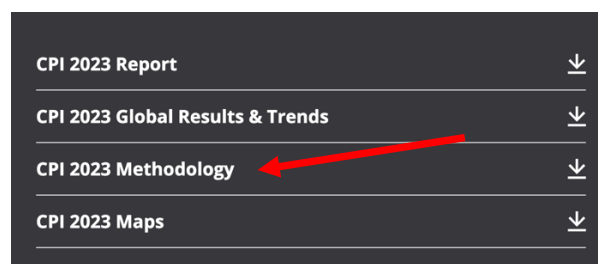 CPI 2023 Report
CPI 2023 Global Results & Trends
CPI 2023 Methodology
CPI 2023 Maps